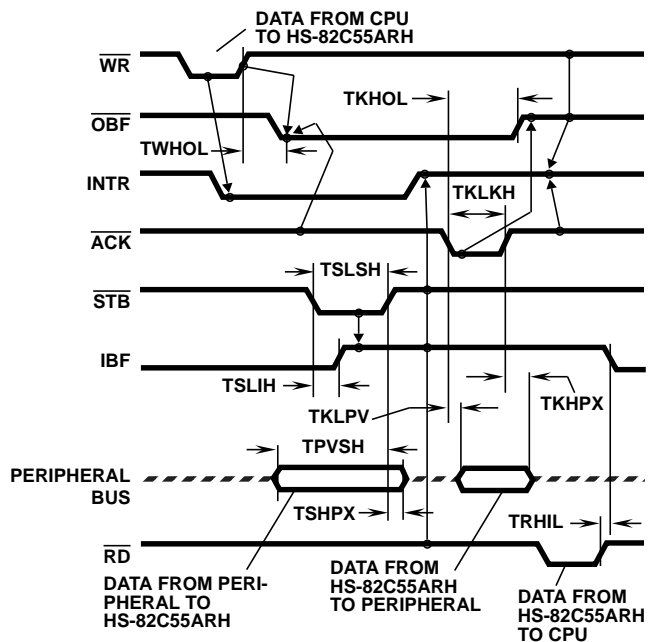 DATA FROM CPU
TO HS-82C55ARH
WR
TKHOL
OBF
TWHOL
INTR
TKLKH
ACK
TSLSH
STB
IBF
TSLIH
TKLPV
TKHPX
TPVSH
PERIPHERAL
BUS
TSHPX
TRHIL
RD
DATA FROM PERI-
PHERAL TO
HS-82C55ARH
DATA FROM
HS-82C55ARH
TO PERIPHERAL
DATA FROM
HS-82C55ARH
TO CPU